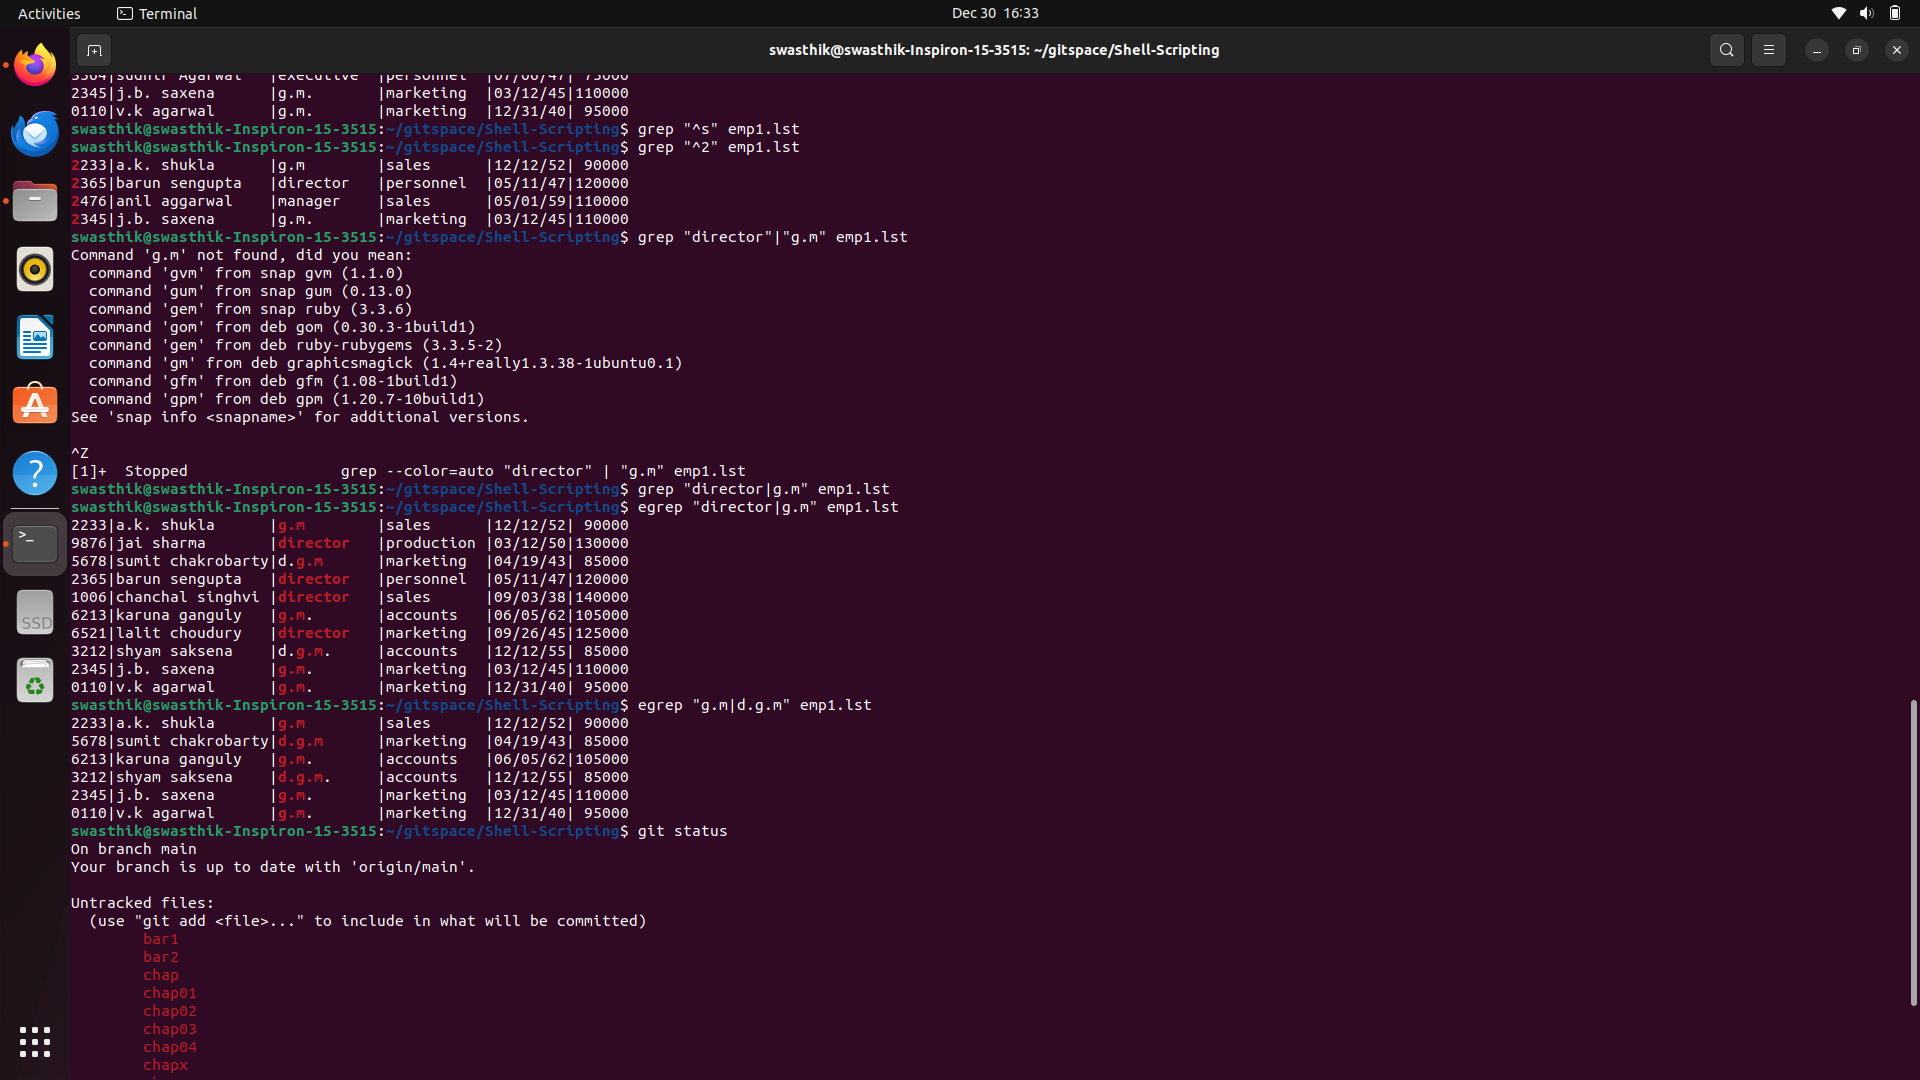 Activities
Terminal
Dec 30 16:33
swasthik@swasthik-Inspiron-15-3515: ~/gitspace/Shell-Scripting
3564|sudhir Agarwal   |executive  |personnel  |07/06/47| 75000
2345|j.b. saxena      |g.m.       |marketing  |03/12/45|110000
0110|v.k agarwal      |g.m.       |marketing  |12/31/40| 95000
swasthik@swasthik-Inspiron-15-3515:~/gitspace/Shell-Scripting$ grep "^s" emp1.lst
swasthik@swasthik-Inspiron-15-3515:~/gitspace/Shell-Scripting$ grep "^2" emp1.lst
2233|a.k. shukla      |g.m        |sales      |12/12/52| 90000
2365|barun sengupta   |director   |personnel  |05/11/47|120000
2476|anil aggarwal    |manager    |sales      |05/01/59|110000
2345|j.b. saxena      |g.m.       |marketing  |03/12/45|110000
swasthik@swasthik-Inspiron-15-3515:~/gitspace/Shell-Scripting$ grep "director"|"g.m" emp1.lst
Command 'g.m' not found, did you mean:
  command 'gvm' from snap gvm (1.1.0)
  command 'gum' from snap gum (0.13.0)
  command 'gem' from snap ruby (3.3.6)
  command 'gom' from deb gom (0.30.3-1build1)
  command 'gem' from deb ruby-rubygems (3.3.5-2)
  command 'gm' from deb graphicsmagick (1.4+really1.3.38-1ubuntu0.1)
  command 'gfm' from deb gfm (1.08-1build1)
  command 'gpm' from deb gpm (1.20.7-10build1)
See 'snap info <snapname>' for additional versions.
^Z
[1]+  Stopped                 grep --color=auto "director" | "g.m" emp1.lst
swasthik@swasthik-Inspiron-15-3515:~/gitspace/Shell-Scripting$ grep "director|g.m" emp1.lst
swasthik@swasthik-Inspiron-15-3515:~/gitspace/Shell-Scripting$ egrep "director|g.m" emp1.lst
2233|a.k. shukla      |g.m        |sales      |12/12/52| 90000
9876|jai sharma       |director   |production |03/12/50|130000
5678|sumit chakrobarty|d.g.m      |marketing  |04/19/43| 85000
2365|barun sengupta   |director   |personnel  |05/11/47|120000
1006|chanchal singhvi |director   |sales      |09/03/38|140000
6213|karuna ganguly   |g.m.       |accounts   |06/05/62|105000
6521|lalit choudury   |director   |marketing  |09/26/45|125000
3212|shyam saksena    |d.g.m.     |accounts   |12/12/55| 85000
2345|j.b. saxena      |g.m.       |marketing  |03/12/45|110000
0110|v.k agarwal      |g.m.       |marketing  |12/31/40| 95000
swasthik@swasthik-Inspiron-15-3515:~/gitspace/Shell-Scripting$ egrep "g.m|d.g.m" emp1.lst
2233|a.k. shukla      |g.m        |sales      |12/12/52| 90000
5678|sumit chakrobarty|d.g.m      |marketing  |04/19/43| 85000
6213|karuna ganguly   |g.m.       |accounts   |06/05/62|105000
3212|shyam saksena    |d.g.m.     |accounts   |12/12/55| 85000
2345|j.b. saxena      |g.m.       |marketing  |03/12/45|110000
0110|v.k agarwal      |g.m.       |marketing  |12/31/40| 95000
swasthik@swasthik-Inspiron-15-3515:~/gitspace/Shell-Scripting$ git status
On branch main
Your branch is up to date with 'origin/main'.
Untracked files:
  (use "git add <file>..." to include in what will be committed)
        bar1
        bar2
        chap
        chap01
        chap02
        chap03
        chap04
        chapx
SSD